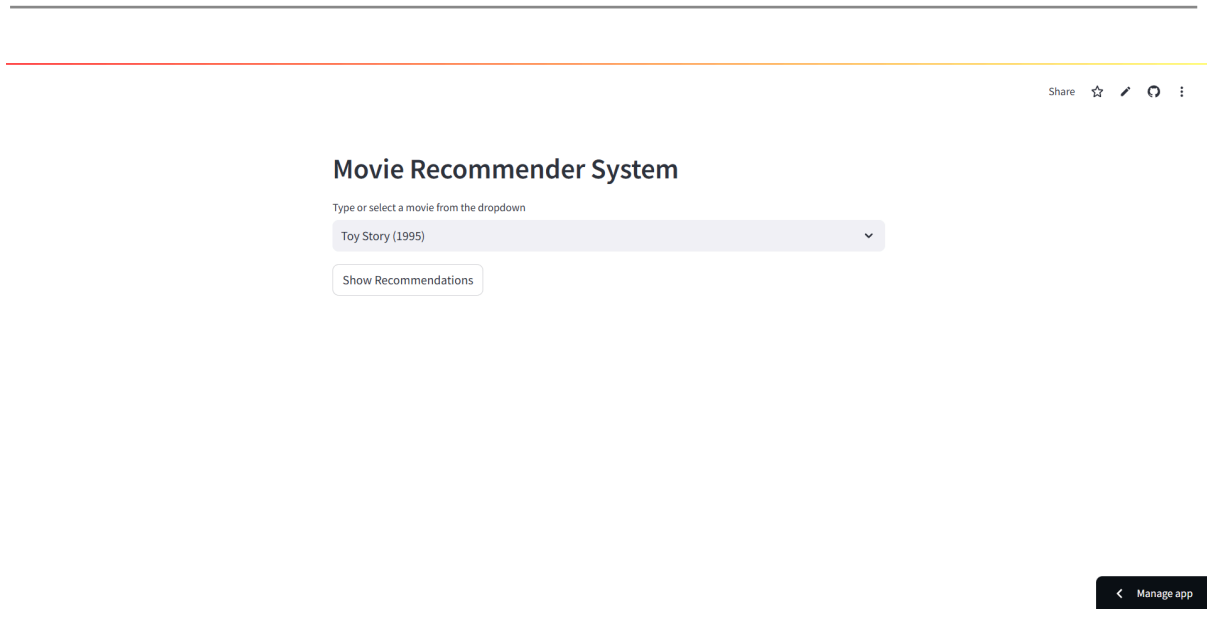 Share
Movie Recommender System
Type or select a movie from the dropdown
Toy Story (1995)
Show Recommendations
Manage app